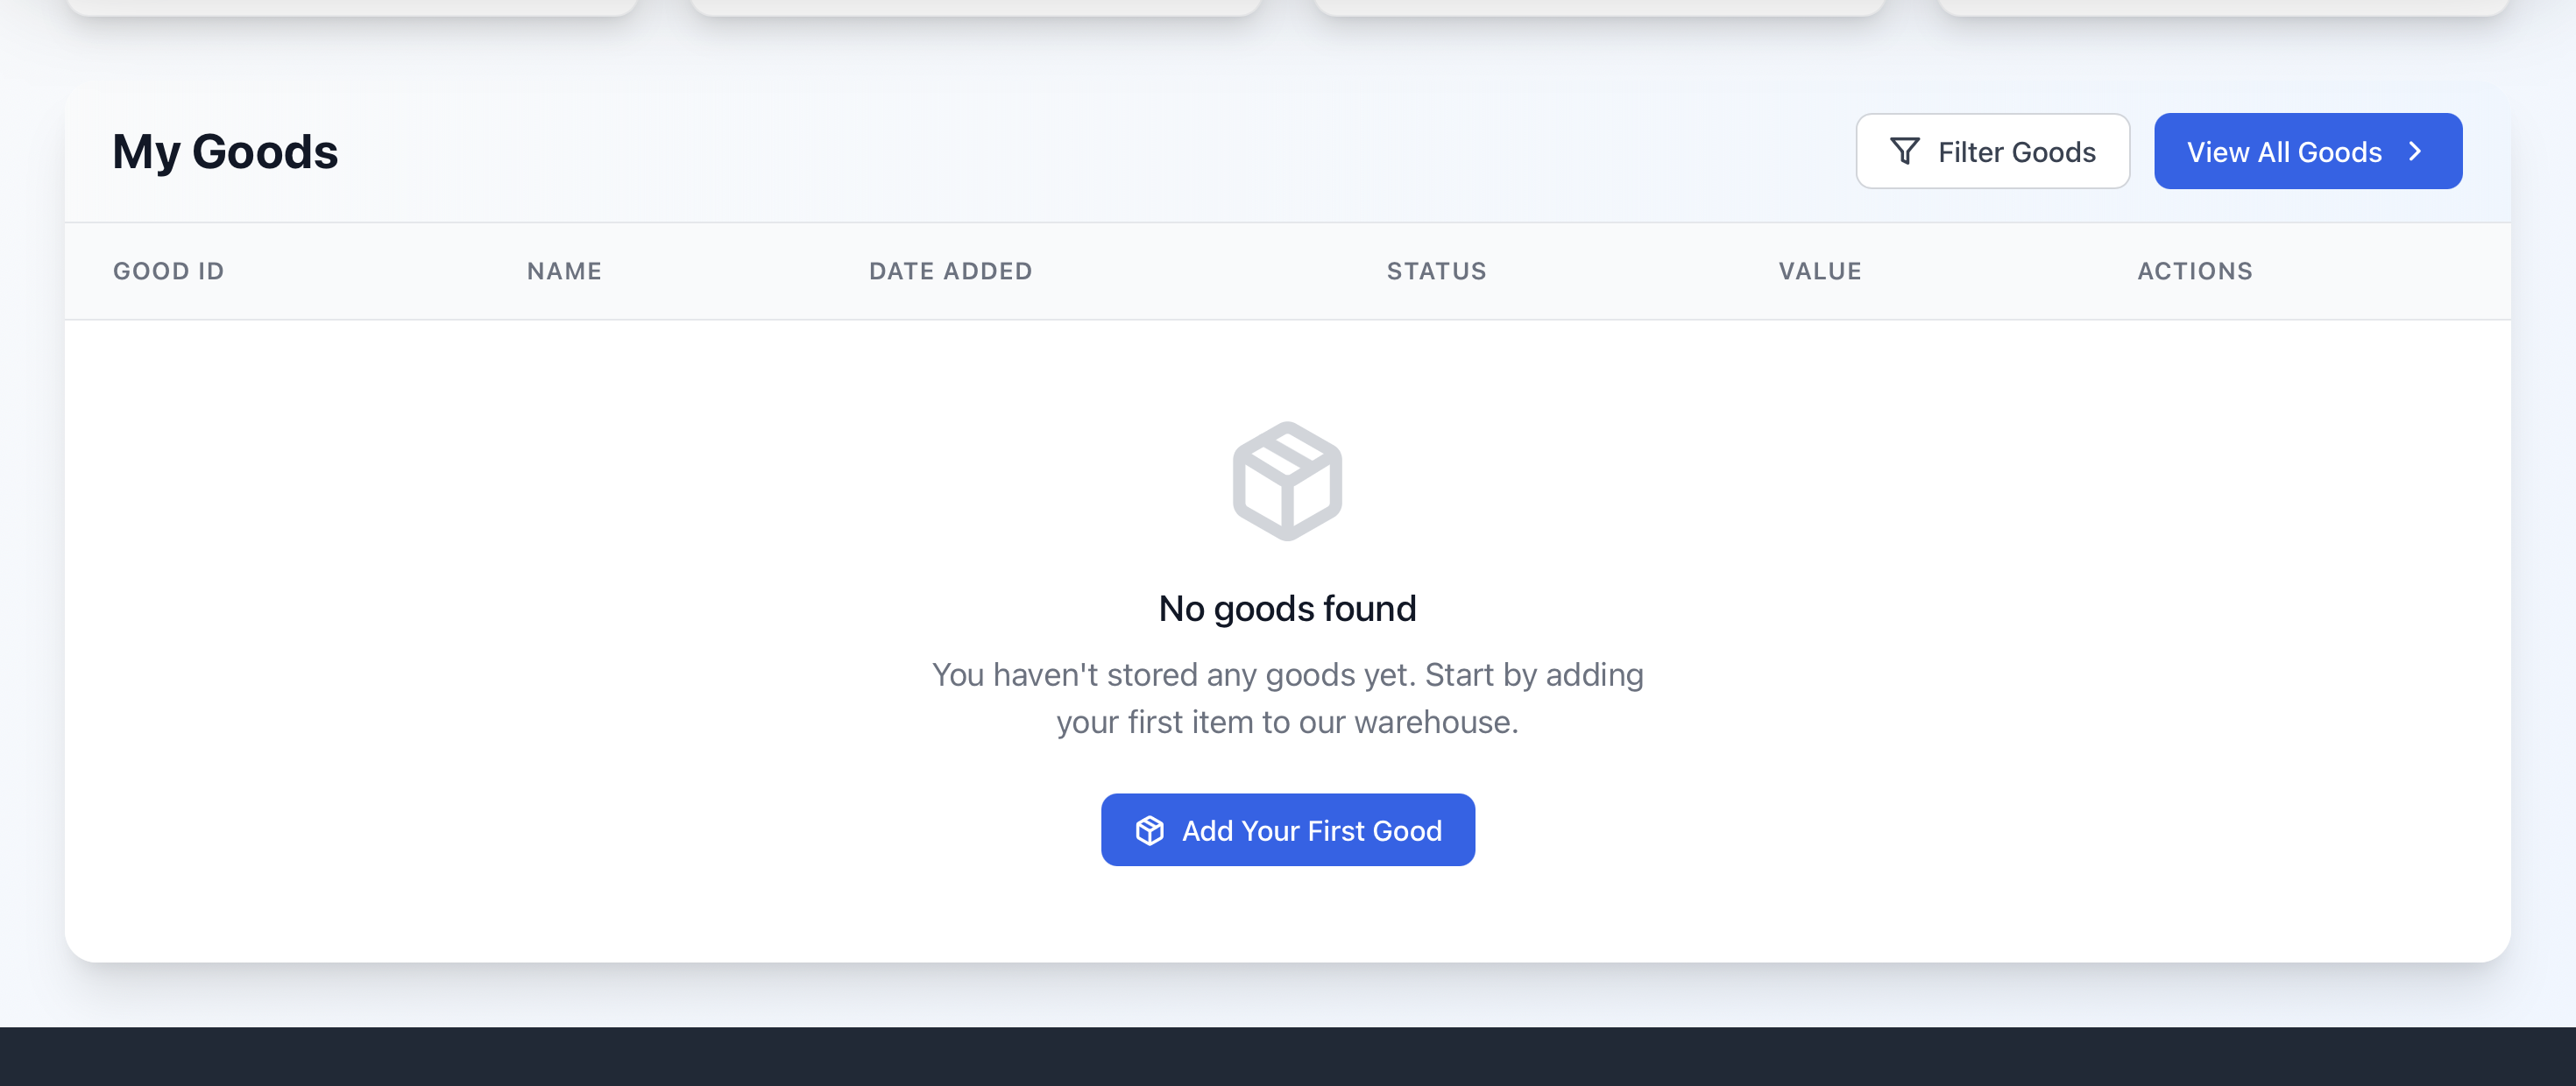 My Goods
Filter Goods
View All Goods
GOOD ID
NAME
DATE ADDED
STATUS
VALUE
ACTIONS
No goods found
You haven't stored any goods yet. Start by adding
your first item to our warehouse.
Add Your First Good